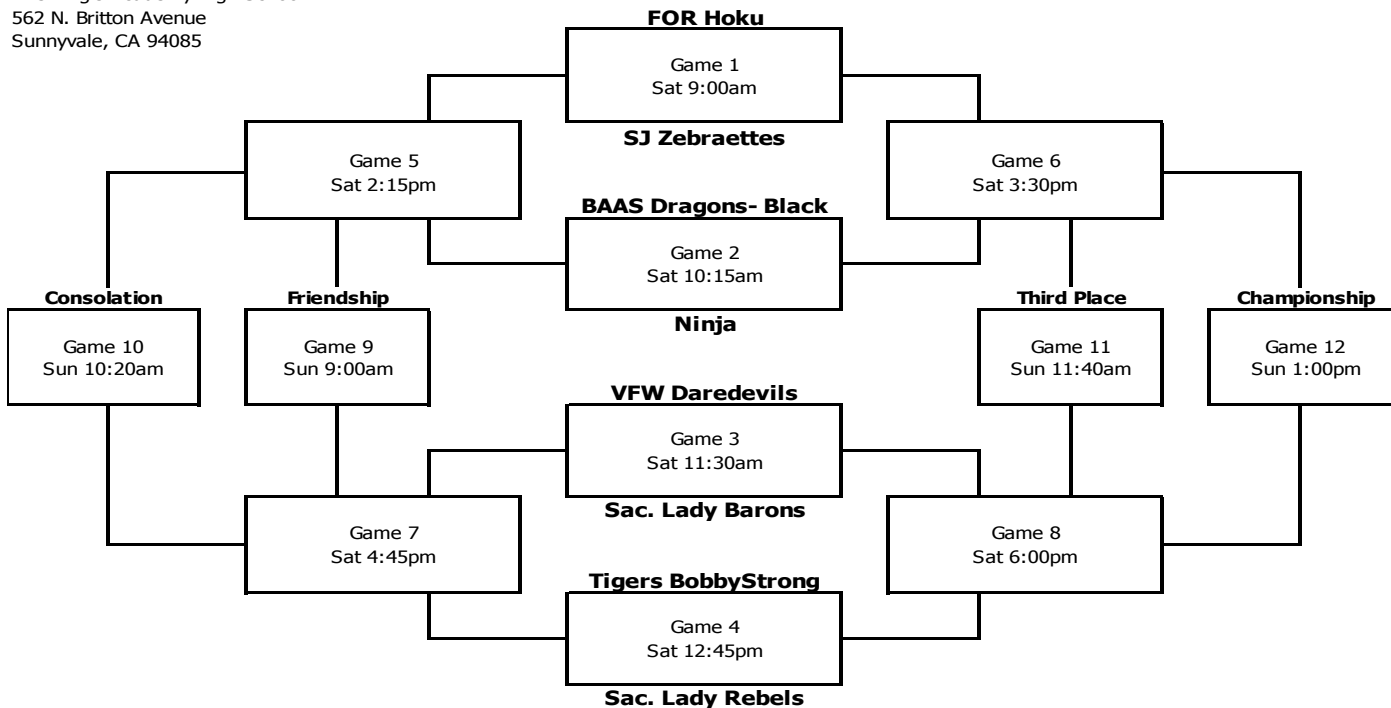 562 N. Britton Avenue
Sunnyvale, CA 94085
FOR Hoku
Game 1
Sat 9:00am
SJ Zebraettes
Game 5
Sat 2:15pm
Game 6
Sat 3:30pm
BAAS Dragons- Black
Game 2
Sat 10:15am
Ninja
Consolation
Game 10
Sun 10:20am
Friendship
Game 9
Sun 9:00am
Third Place
Game 11
Sun 11:40am
Championship
Game 12
Sun 1:00pm
VFW Daredevils
Game 3
Sat 11:30am
Sac. Lady Barons
Game 7
Sat 4:45pm
Game 8
Sat 6:00pm
Tigers BobbyStrong
Game 4
Sat 12:45pm
Sac. Lady Rebels